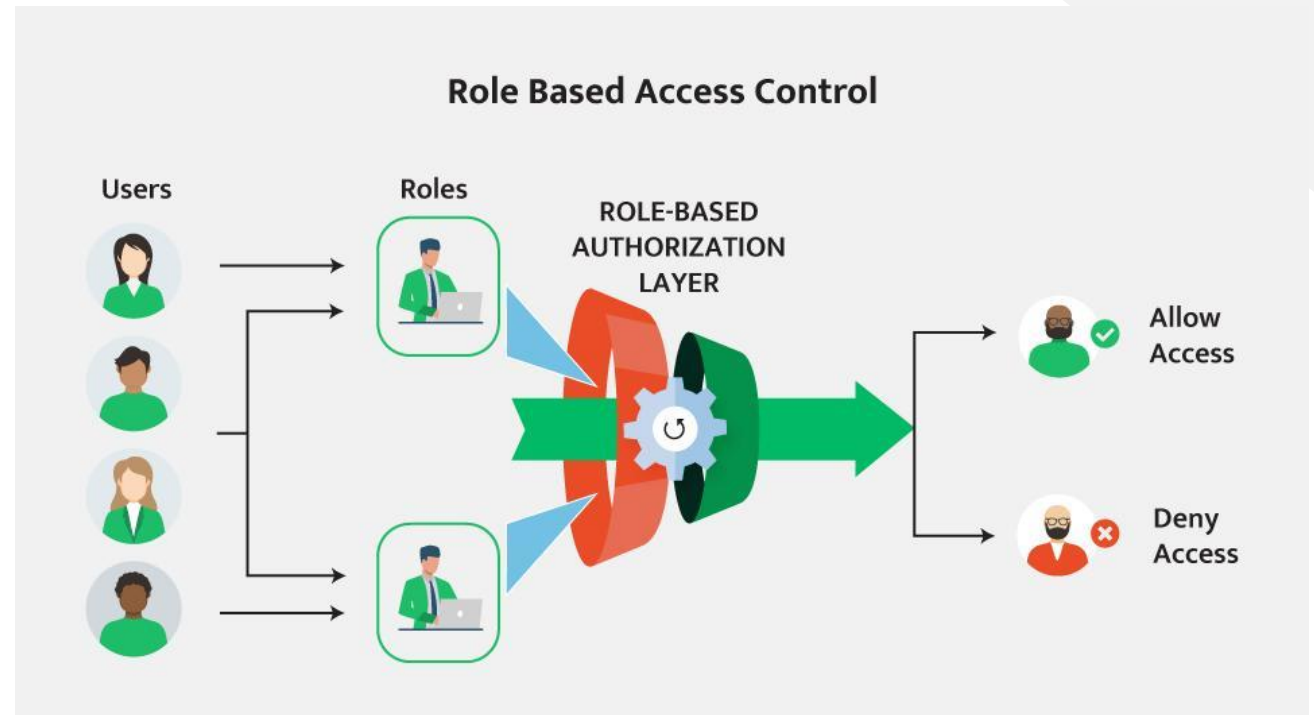 Role Based Access Control
Users
Roles
ROLE-BASED
AUTHORIZATION
LAYER
Allow
Access
Deny
Access